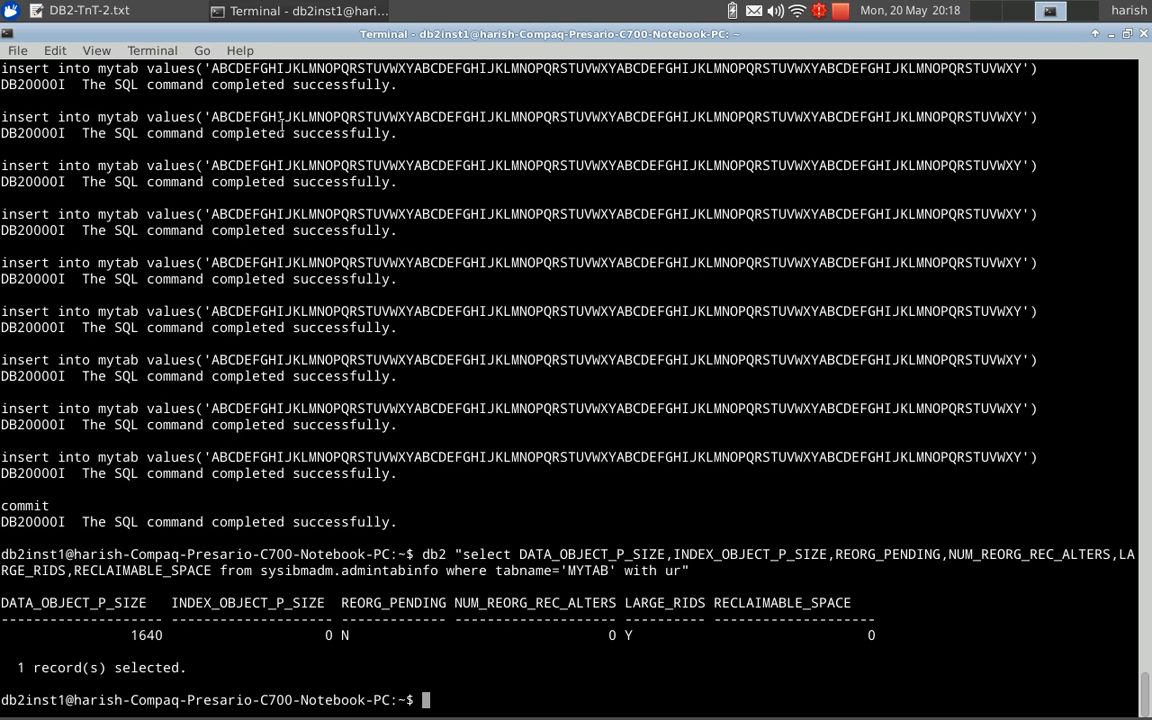 DB2-TnT-2.txt
Terminal - db2inst1@hari...
Mon, 20 May 20:18
harish
Terminal - db2inst1@harish-Compaq-Presario-C700-Notebook-PC: ~
File Edit View Terminal Go Help
insert into mytab values('ABCDEFGHIJKLMNOPQRSTUVWXYABCDEFGHIJKLMNOPQRSTUVWXYABCDEFGHIJKLMNOPQRSTUVWXYABCDEFGHIJKLMNOPQRSTUVWXY')
DB20000I  The SQL command completed successfully.
insert into mytab values('ABCDEFGHIJKLMNOPQRSTUVWXYABCDEFGHIJKLMNOPQRSTUVWXYABCDEFGHIJKLMNOPQRSTUVWXYABCDEFGHIJKLMNOPQRSTUVWXY')
DB20000I  The SQL command completed successfully.
insert into mytab values('ABCDEFGHIJKLMNOPQRSTUVWXYABCDEFGHIJKLMNOPQRSTUVWXYABCDEFGHIJKLMNOPQRSTUVWXYABCDEFGHIJKLMNOPQRSTUVWXY')
DB20000I  The SQL command completed successfully.
insert into mytab values('ABCDEFGHIJKLMNOPQRSTUVWXYABCDEFGHIJKLMNOPQRSTUVWXYABCDEFGHIJKLMNOPQRSTUVWXYABCDEFGHIJKLMNOPQRSTUVWXY')
DB20000I  The SQL command completed successfully.
insert into mytab values('ABCDEFGHIJKLMNOPQRSTUVWXYABCDEFGHIJKLMNOPQRSTUVWXYABCDEFGHIJKLMNOPQRSTUVWXYABCDEFGHIJKLMNOPQRSTUVWXY')
DB20000I  The SQL command completed successfully.
insert into mytab values('ABCDEFGHIJKLMNOPQRSTUVWXYABCDEFGHIJKLMNOPQRSTUVWXYABCDEFGHIJKLMNOPQRSTUVWXYABCDEFGHIJKLMNOPQRSTUVWXY')
DB20000I  The SQL command completed successfully.
insert into mytab values('ABCDEFGHIJKLMNOPQRSTUVWXYABCDEFGHIJKLMNOPQRSTUVWXYABCDEFGHIJKLMNOPQRSTUVWXYABCDEFGHIJKLMNOPQRSTUVWXY')
DB20000I  The SQL command completed successfully.
insert into mytab values('ABCDEFGHIJKLMNOPQRSTUVWXYABCDEFGHIJKLMNOPQRSTUVWXYABCDEFGHIJKLMNOPQRSTUVWXYABCDEFGHIJKLMNOPQRSTUVWXY')
DB20000I  The SQL command completed successfully.
insert into mytab values('ABCDEFGHIJKLMNOPQRSTUVWXYABCDEFGHIJKLMNOPQRSTUVWXYABCDEFGHIJKLMNOPQRSTUVWXYABCDEFGHIJKLMNOPQRSTUVWXY')
DB20000I  The SQL command completed successfully.
commit
DB20000I  The SQL command completed successfully.
db2inst1@harish-Compaq-Presario-C700-Notebook-PC:~$ db2 "select DATA_OBJECT_P_SIZE,INDEX_OBJECT_P_SIZE,REORG_PENDING,NUM_REORG_REC_ALTERS,LA
RGE_RIDS,RECLAIMABLE_SPACE from sysibmadm.admintabinfo where tabname='MYTAB' with ur"
DATA_OBJECT_P_SIZE   INDEX_OBJECT_P_SIZE  REORG_PENDING NUM_REORG_REC_ALTERS LARGE_RIDS RECLAIMABLE_SPACE
-------------------- -------------------- ------------- -------------------- ---------- --------------------
1640                    0 N                                0 Y                             0
1 record(s) selected.
db2inst1@harish-Compaq-Presario-C700-Notebook-PC:~$